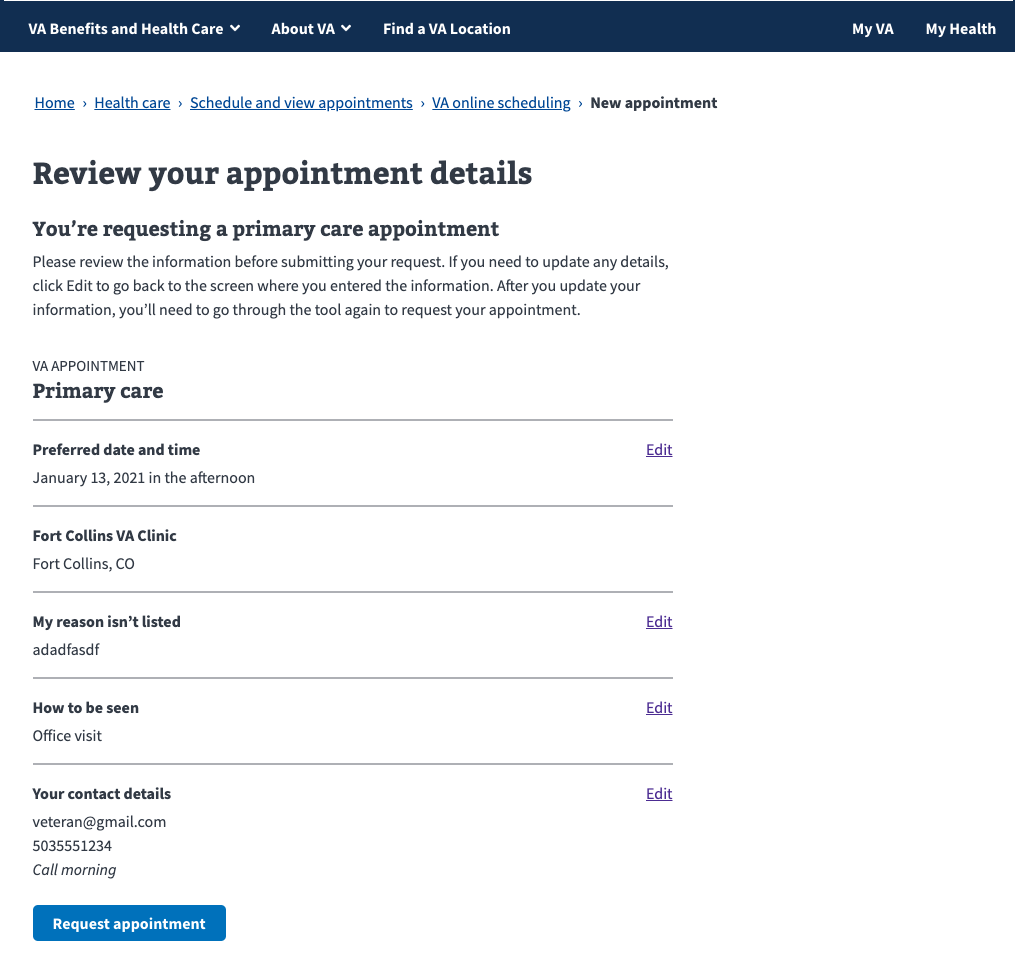 VA Benefits and Health Care About VA Find a VA Location My VA My Health
Home › Health care › Schedule and view appointments › VA online scheduling › New appointment
Review your appointment details
You’re requesting a primary care appointment
Please review the information before submitting your request. If you need to update any details,
click Edit to go back to the screen where you entered the information. After you update your
information, you’ll need to go through the tool again to request your appointment.
VA APPOINTMENT
Primary care
Preferred date and time Edit
January 13, 2021 in the afternoon
Fort Collins VA Clinic
Fort Collins, CO
My reason isn’t listed Edit
adadfasdf
How to be seen Edit
Office visit
Your contact details Edit
veteran@gmail.com
5035551234
Call morning
Request appointment